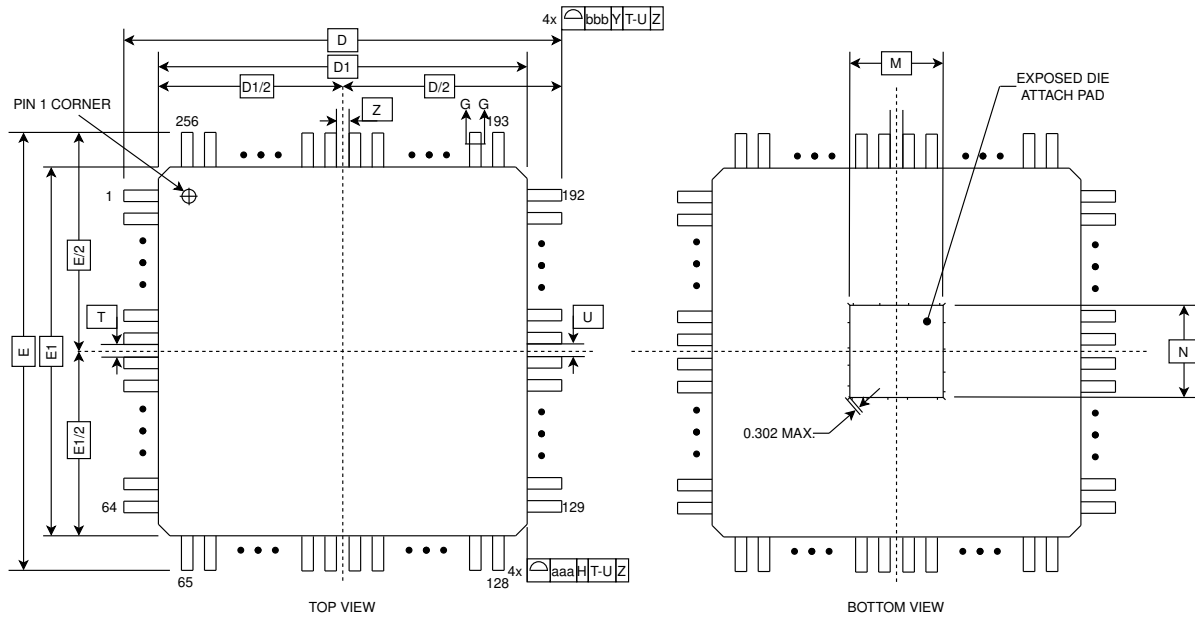 4x bbb Y T-U Z
D
D1
D1/2 D/2
M
EXPOSED DIE
ATTACH PAD
PIN 1 CORNER
Z
G G
256
193
1
192
E/2
T
U
E
E1
N
E1/2
0.302 MAX.
64
129
4x aaa H T-U Z
65
128
TOP VIEW
BOTTOM VIEW